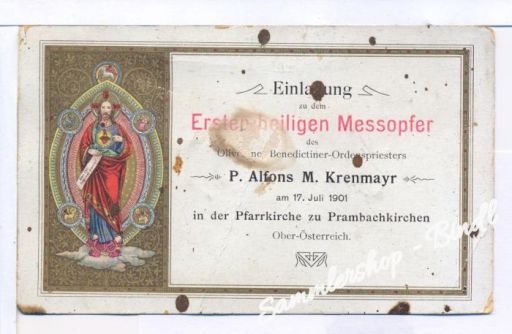 Einladung
zu dem
Ersten heiligen Messopfer
des
Benedictiner-Ordenspriesters
P. Alfons M. Krenmayr
am 17. Juli 1901
in der Pfarrkirche zu Prambachkirchen
Ober-Österreich.
Sammlershop - Bindl